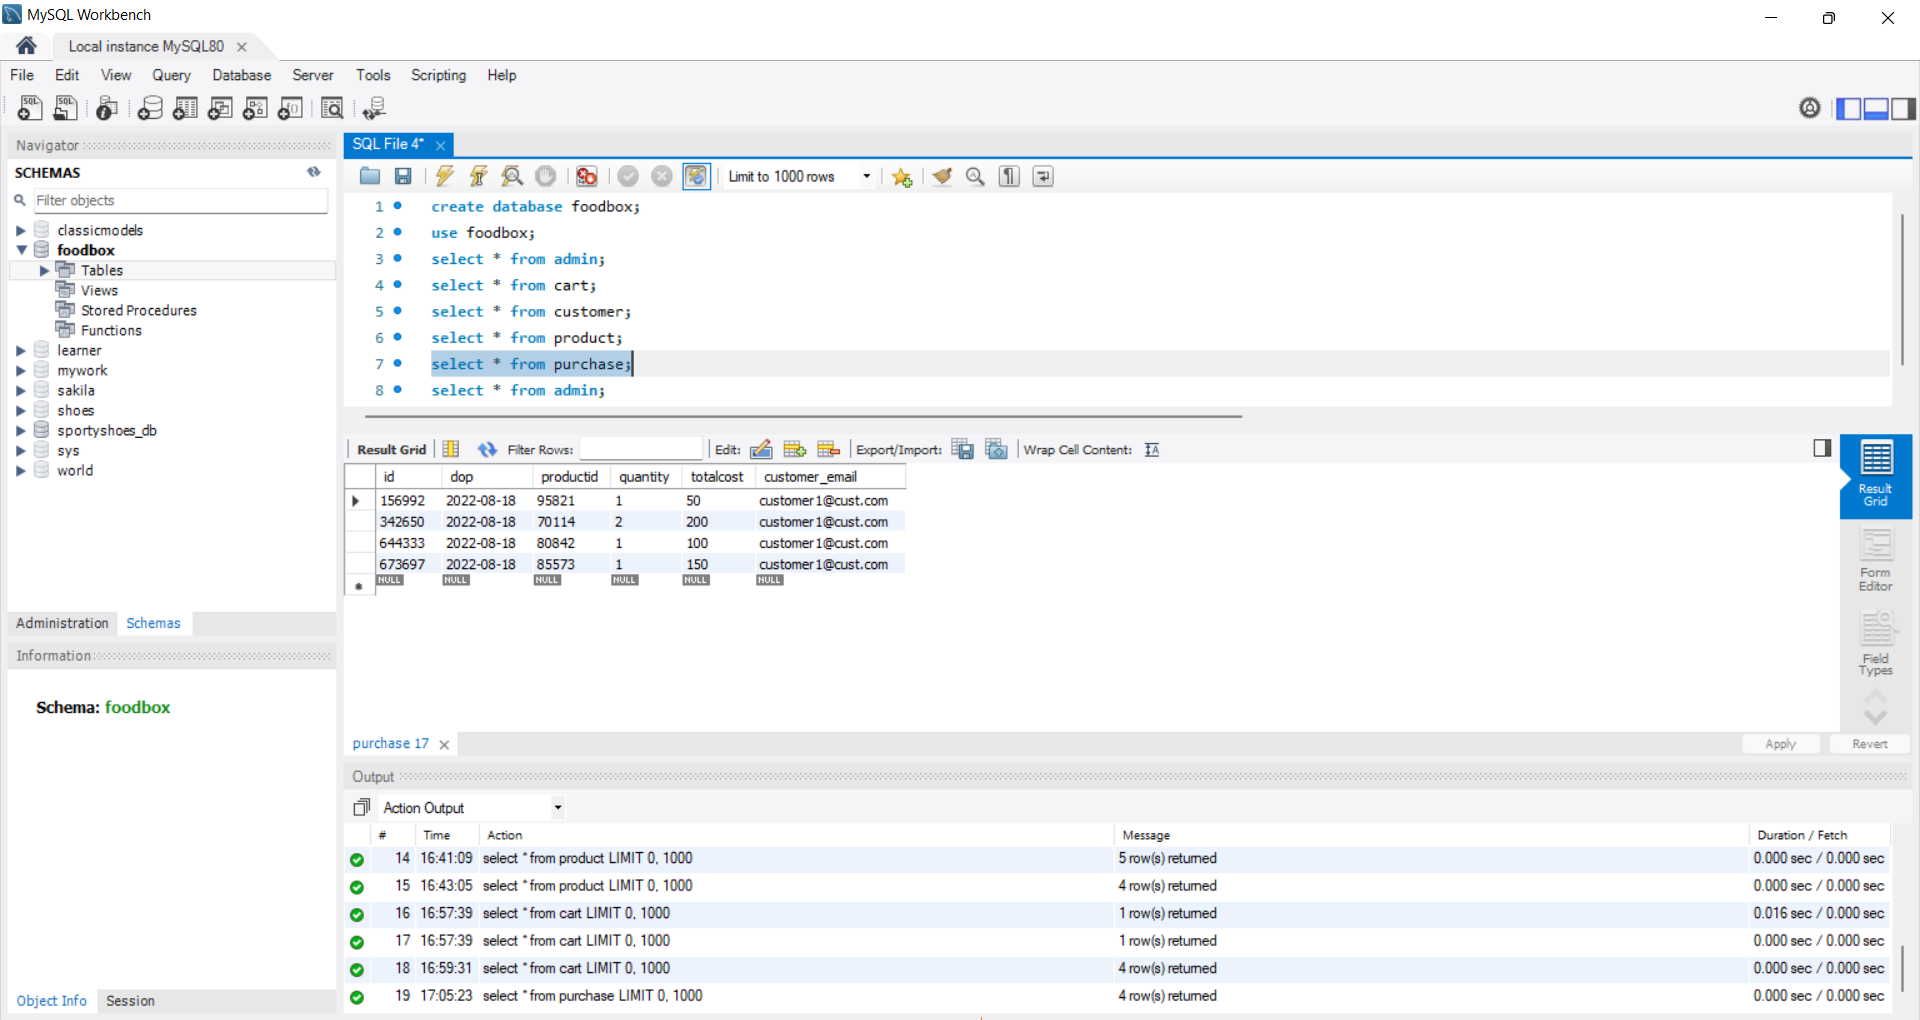 MySQL Workbench
Local instance MySQL80
File Edit View Query Database Server Tools Scripting Help
Navigator
SCHEMAS
Filter objects
classicmodels
foodbox
Tables
Views
Stored Procedures
Functions
learner
mywork
sakila
shoes
sportyshoes_db
sys
world
Administration Schemas
Information
Schema: foodbox
Object Info Session
SQL File 4*
Limit to 1000 rows
1 create database foodbox;
2 use foodbox;
3 select * from admin;
4 select * from cart;
5 select * from customer;
6 select * from product;
7 select * from purchase;
8 select * from admin;
Result Grid Filter Rows: Edit: Export/Import: Wrap Cell Content:
id dop productid quantity totalcost customer_email
156992 2022-08-18 95821 1 50 customer1@cust.com
342650 2022-08-18 70114 2 200 customer1@cust.com
644333 2022-08-18 80842 1 100 customer1@cust.com
673697 2022-08-18 85573 1 150 customer1@cust.com
NULL NULL NULL NULL NULL NULL
Result
Grid
Form
Editor
Field
Types
purchase 17
Apply Revert
Output
Action Output
# Time Action Message Duration / Fetch
14 16:41:09 select * from product LIMIT 0, 1000 5 row(s) returned 0.000 sec / 0.000 sec
15 16:43:05 select * from product LIMIT 0, 1000 4 row(s) returned 0.000 sec / 0.000 sec
16 16:57:39 select * from cart LIMIT 0, 1000 1 row(s) returned 0.016 sec / 0.000 sec
17 16:57:39 select * from cart LIMIT 0, 1000 1 row(s) returned 0.000 sec / 0.000 sec
18 16:59:31 select * from cart LIMIT 0, 1000 4 row(s) returned 0.000 sec / 0.000 sec
19 17:05:23 select * from purchase LIMIT 0, 1000 4 row(s) returned 0.000 sec / 0.000 sec